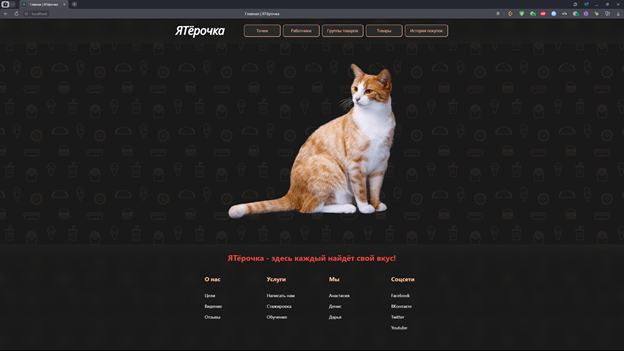 Главная | ЯТёрочка
localhost
Главная | ЯТёрочка
ЯТёрочка
Точки
Работники
Группы товаров
Товары
История покупок
ЯТёрочка - здесь каждый найдёт свой вкус!
О нас Услуги Мы Соцсети
Цели Написать нам Анастасия Facebook
Видение Стажировка Денис ВКонтакте
Отзывы Обучение Дарья Twitter
Youtube